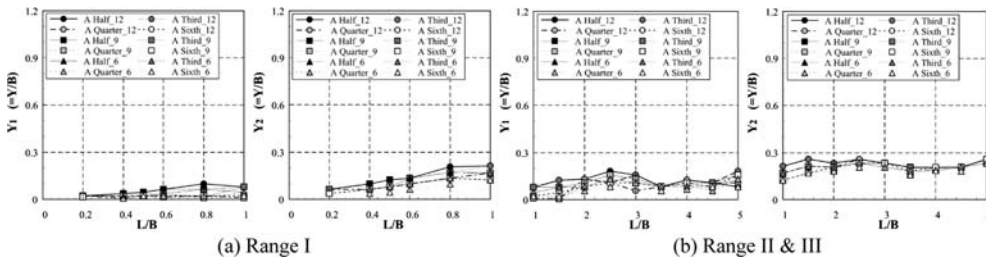 A Half_12 A Third_12
A Quarter_12 A Sixth_12
A Half_9 A Third_9
A Quarter_9 A Sixth_9
A Half_6 A Third_6
A Quarter_6 A Sixth_6
Y₁ (=Y/B)
1.2
0.9
0.6
0.3
0
0 0.2 0.4 0.6 0.8 1
L/B
A Half_12 A Third_12
A Quarter_12 A Sixth_12
A Half_9 A Third_9
A Quarter_9 A Sixth_9
A Half_6 A Third_6
A Quarter_6 A Sixth_6
Y₂ (=Y/B)
1.2
0.9
0.6
0.3
0
0 0.2 0.4 0.6 0.8 1
L/B
(a) Range I
A Half_12 A Third_12
A Quarter_12 A Sixth_12
A Half_9 A Third_9
A Quarter_9 A Sixth_9
A Half_6 A Third_6
A Quarter_6 A Sixth_6
Y₁ (=Y/B)
1.2
0.9
0.6
0.3
0
1 2 3 4 5
L/B
A Half_12 A Third_12
A Quarter_12 A Sixth_12
A Half_9 A Third_9
A Quarter_9 A Sixth_9
A Half_6 A Third_6
A Quarter_6 A Sixth_6
Y₂ (=Y/B)
1.2
0.9
0.6
0.3
0
1 2 3 4
L/B
(b) Range II & III